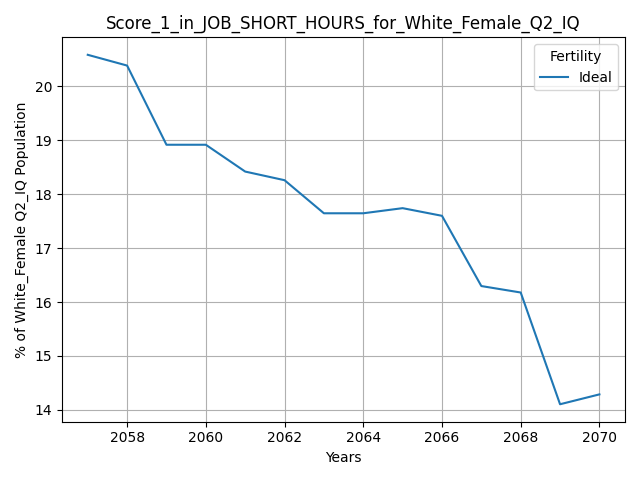 Score_1_in_JOB_SHORT_HOURS_for_White_Female_Q2_IQ
Fertility
Ideal
% of White_Female Q2_IQ Population
20
19
18
17
16
15
14
2058 2060 2062 2064 2066 2068 2070
Years